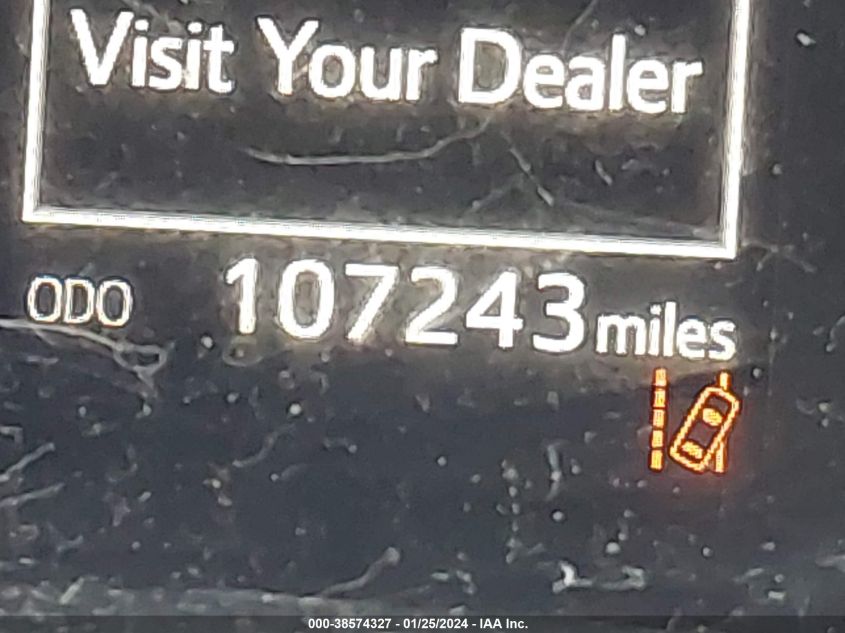 Visit Your Dealer
ODO 107243 miles
000-38574327 - 01/25/2024 - IAA Inc.